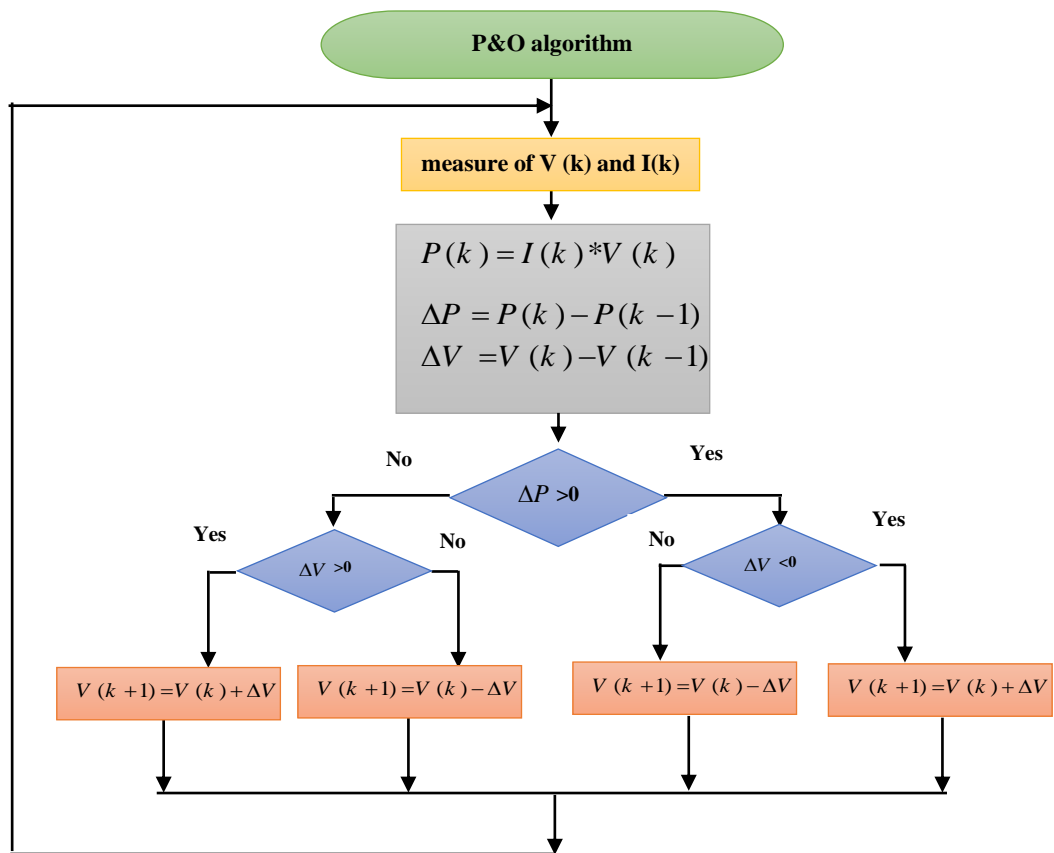 P&O algorithm
measure of V (k) and I(k)
P(k) = I(k)*V(k)
ΔP = P(k) − P(k −1)
ΔV =V(k)−V(k −1)
No
Yes
ΔP >0
Yes
No
No
Yes
ΔV >0
ΔV <0
V(k +1) =V(k) + ΔV
V(k +1) =V(k) − ΔV
V(k +1) =V(k) − ΔV
V(k +1) =V(k) + ΔV